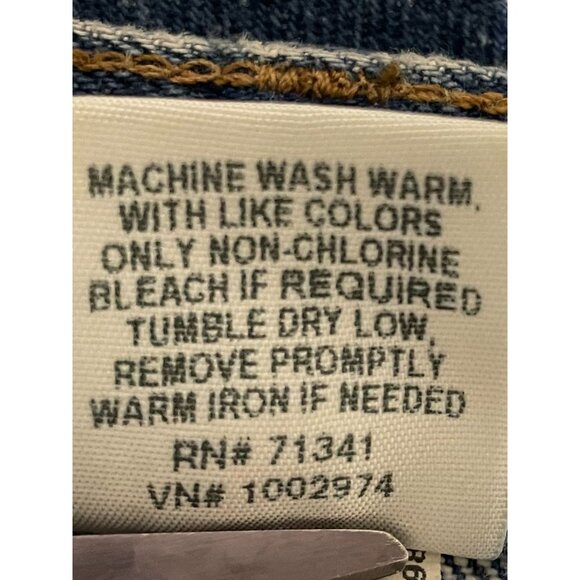 MACHINE WASH WARM,
WITH LIKE COLORS
ONLY NON-CHLORINE
BLEACH IF REQUIRED
TUMBLE DRY LOW,
REMOVE PROMPTLY
WARM IRON IF NEEDED
RN# 71341
VN# 1002974